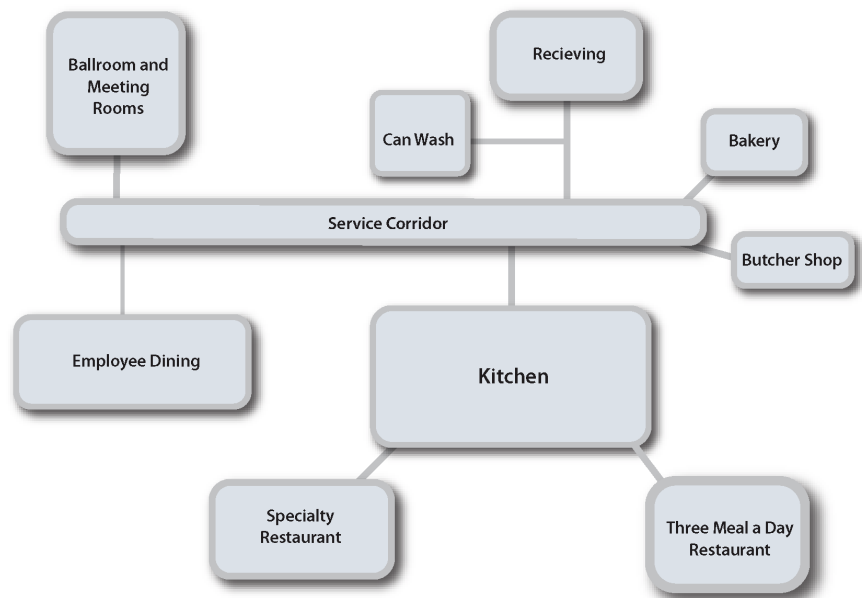 Ballroom and
Meeting
Rooms
Recieving
Can Wash
Bakery
Service Corridor
Butcher Shop
Employee Dining
Kitchen
Specialty
Restaurant
Three Meal a Day
Restaurant